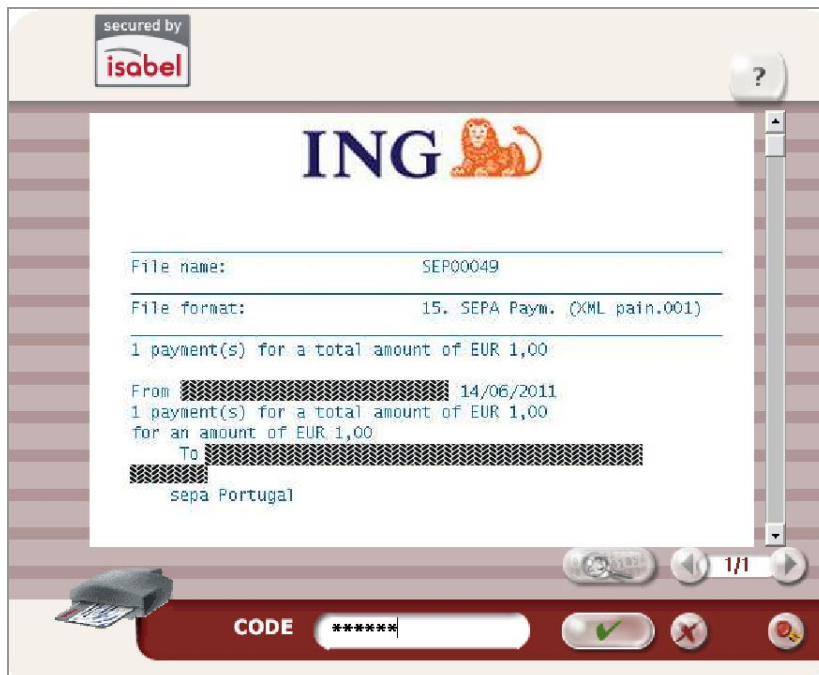 secured by
isabel
?
ING
File name: SEP00049
File format: 15. SEPA Paym. (XML pain.001)
1 payment(s) for a total amount of EUR 1,00
From 14/06/2011
1 payment(s) for a total amount of EUR 1,00
for an amount of EUR 1,00
To
sepa Portugal
1/1
CODE ******